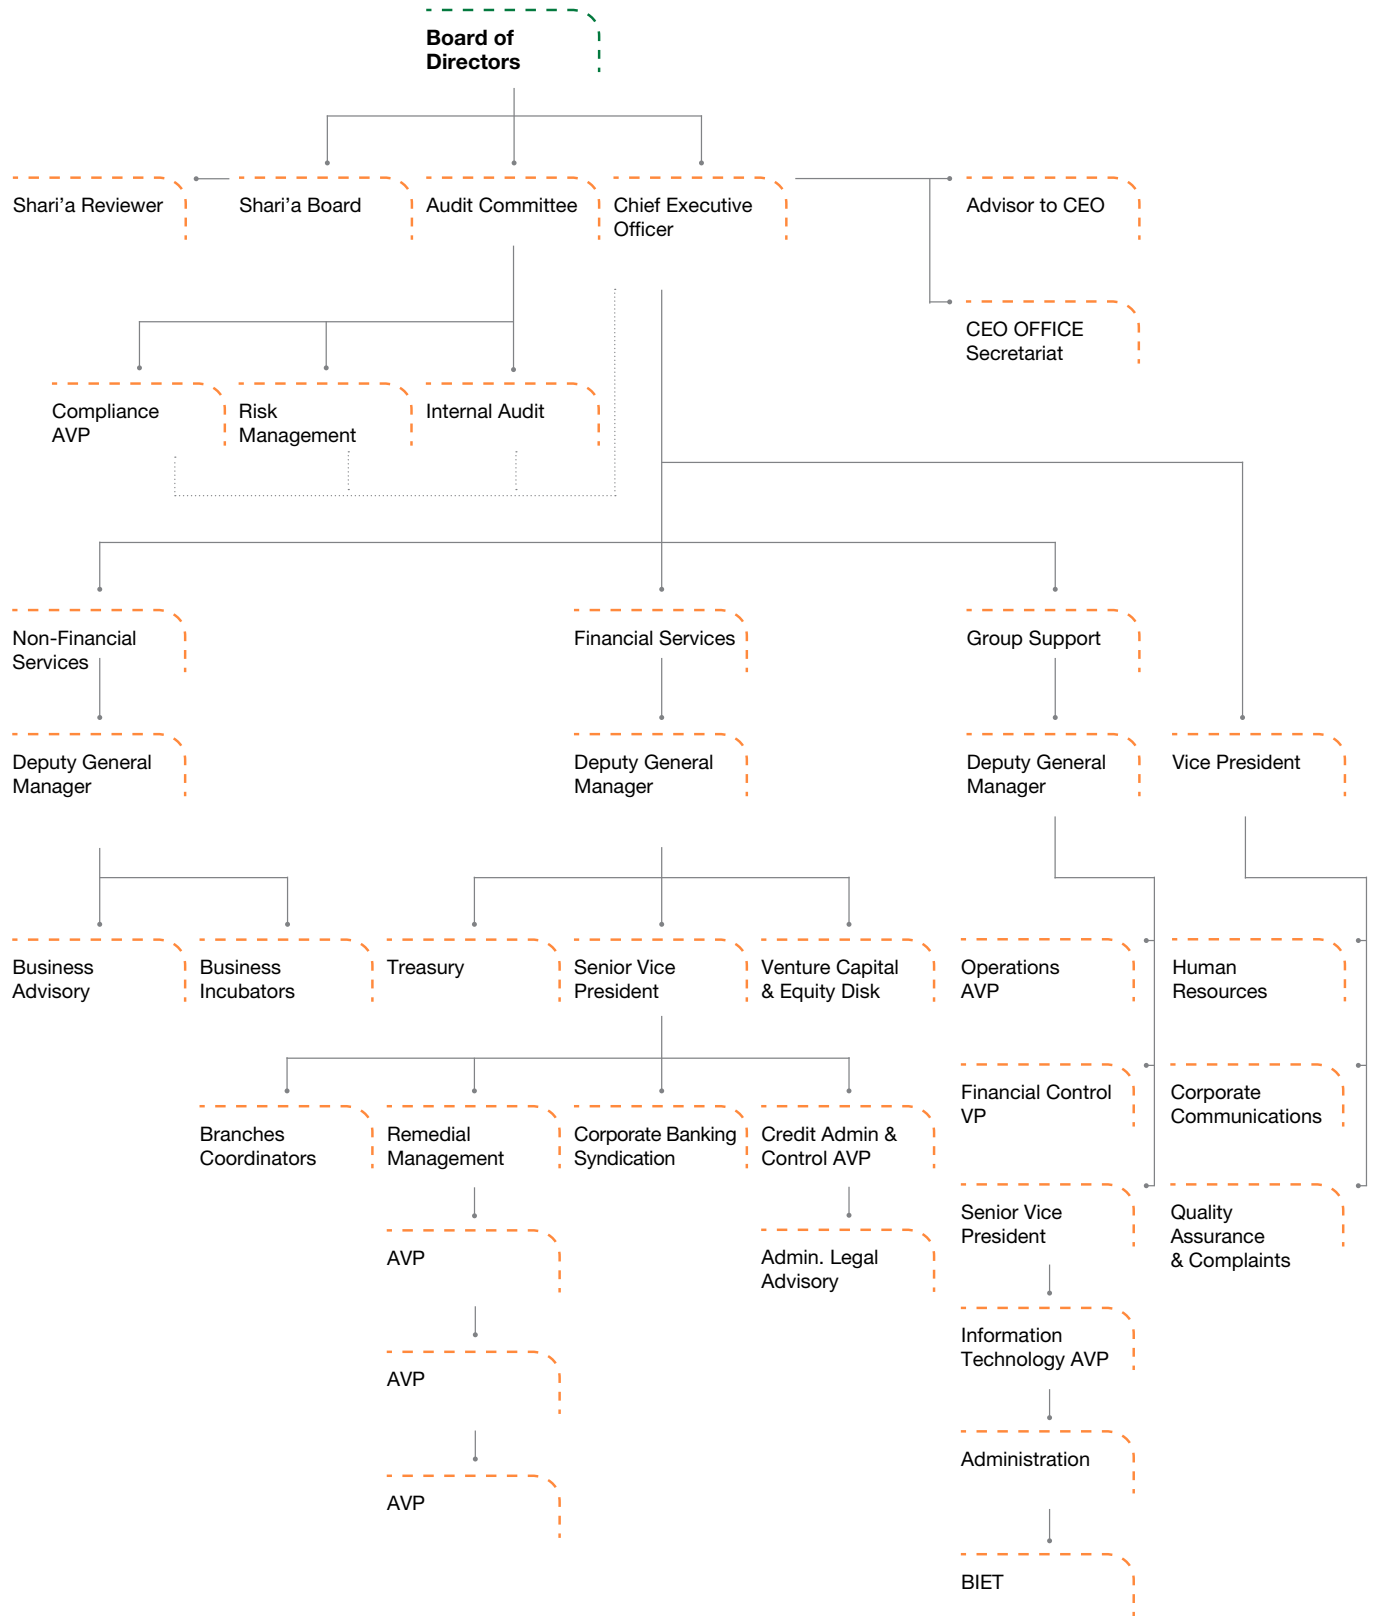 Board of
Directors
Shari'a Reviewer
Shari'a Board
Audit Committee
Chief Executive
Officer
Advisor to CEO
CEO OFFICE
Secretariat
Compliance
AVP
Risk
Management
Internal Audit
Non-Financial
Services
Financial Services
Group Support
Deputy General
Manager
Deputy General
Manager
Deputy General
Manager
Vice President
Business
Advisory
Business
Incubators
Treasury
Senior Vice
President
Venture Capital
& Equity Disk
Operations
AVP
Human
Resources
Financial Control
VP
Corporate
Communications
Branches
Coordinators
Remedial
Management
Corporate Banking
Syndication
Credit Admin &
Control AVP
Senior Vice
President
Quality
Assurance
& Complaints
AVP
Admin. Legal
Advisory
Information
Technology AVP
AVP
Administration
AVP
BIET